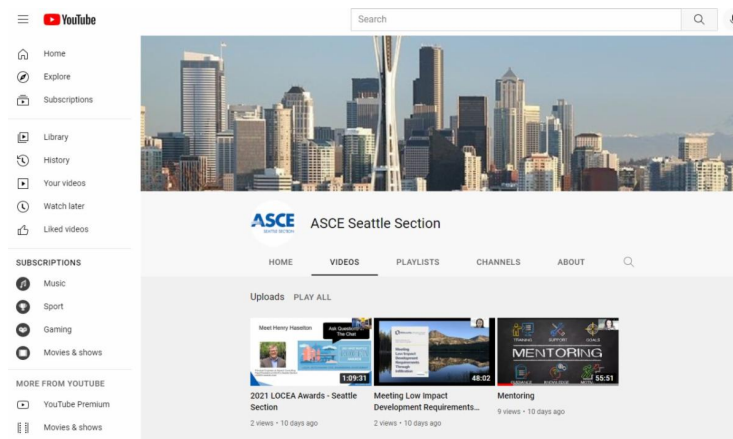 YouTube
Search
Home
Explore
Subscriptions
Library
History
Your videos
Watch later
Liked videos
SUBSCRIPTIONS
Music
Sport
Gaming
Movies & shows
MORE FROM YOUTUBE
YouTube Premium
Movies & shows
ASCE
SEATTLE SECTION
ASCE Seattle Section
HOME
VIDEOS
PLAYLISTS
CHANNELS
ABOUT
Uploads PLAY ALL
Meet Henry Haselton
Ask Questions
The Chat
1:09:31
2021 LOCEA Awards - Seattle
Section
2 views • 10 days ago
Meeting
Low Impact
Development
Requirements
Through
Infiltration
48:02
Meeting Low Impact
Development Requirements...
2 views • 10 days ago
TRAINING SUPPORT GOALS
MENTORING
55:51
Mentoring
9 views • 10 days ago